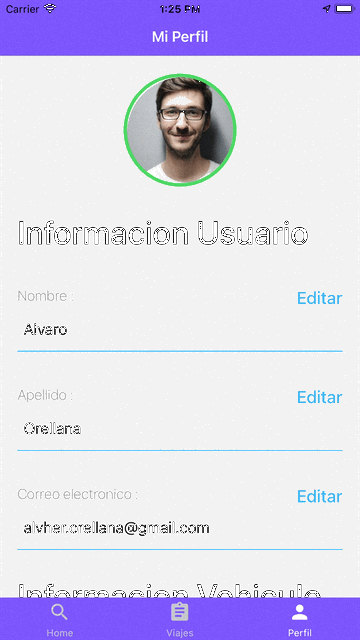 Carrier 1:25 PM
Mi Perfil
Informacion Usuario
Nombre : Editar
Alvaro
Apellido : Editar
Orellana
Correo electronico : Editar
alvher.orellana@gmail.com
Informacion Vehiculo
Home Viajes Perfil